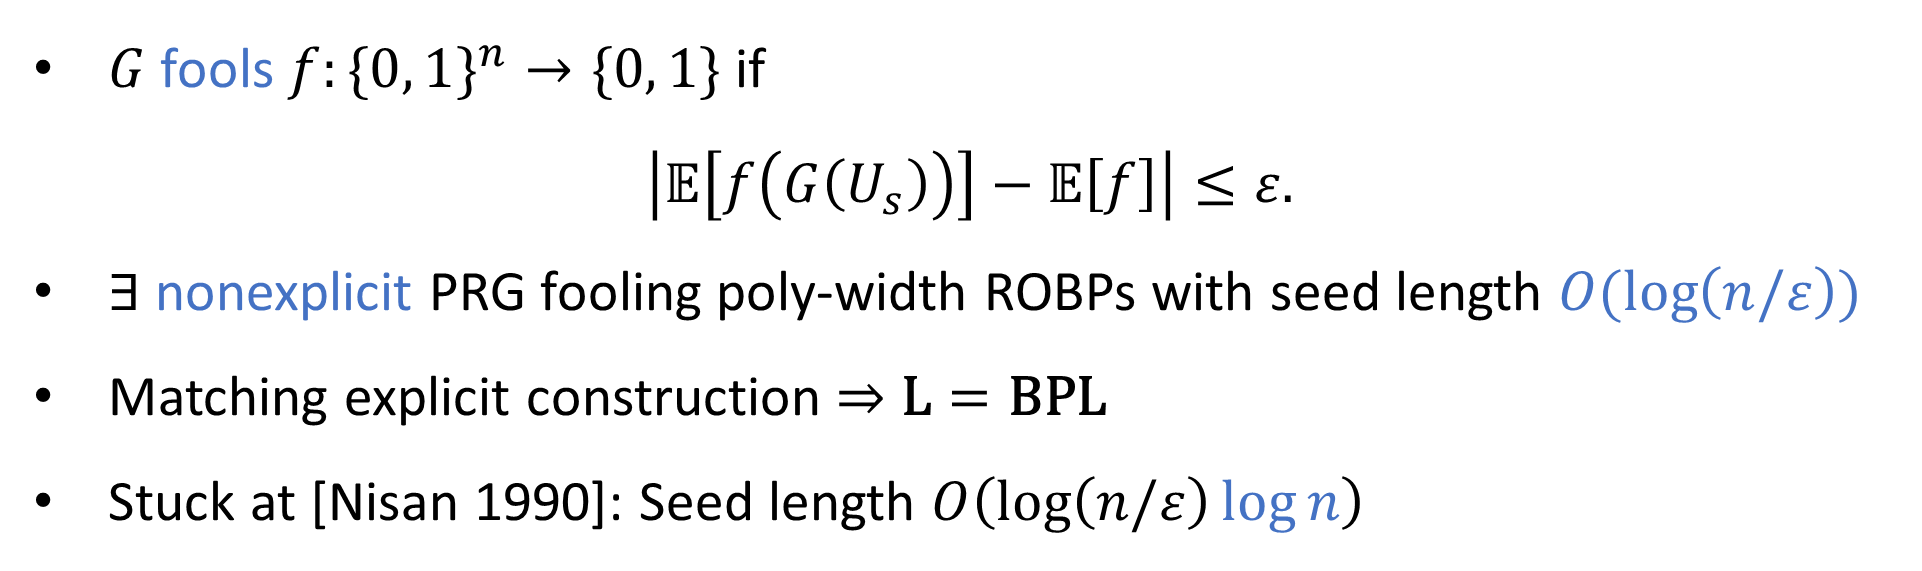 • G fools f: {0, 1}ⁿ → {0, 1} if
|𝔼[f(G(Uₛ))] − 𝔼[f]| ≤ ε.
• ∃ nonexplicit PRG fooling poly-width ROBPs with seed length O(log(n/ε))
• Matching explicit construction ⇒ L = BPL
• Stuck at [Nisan 1990]: Seed length O(log(n/ε) log n)